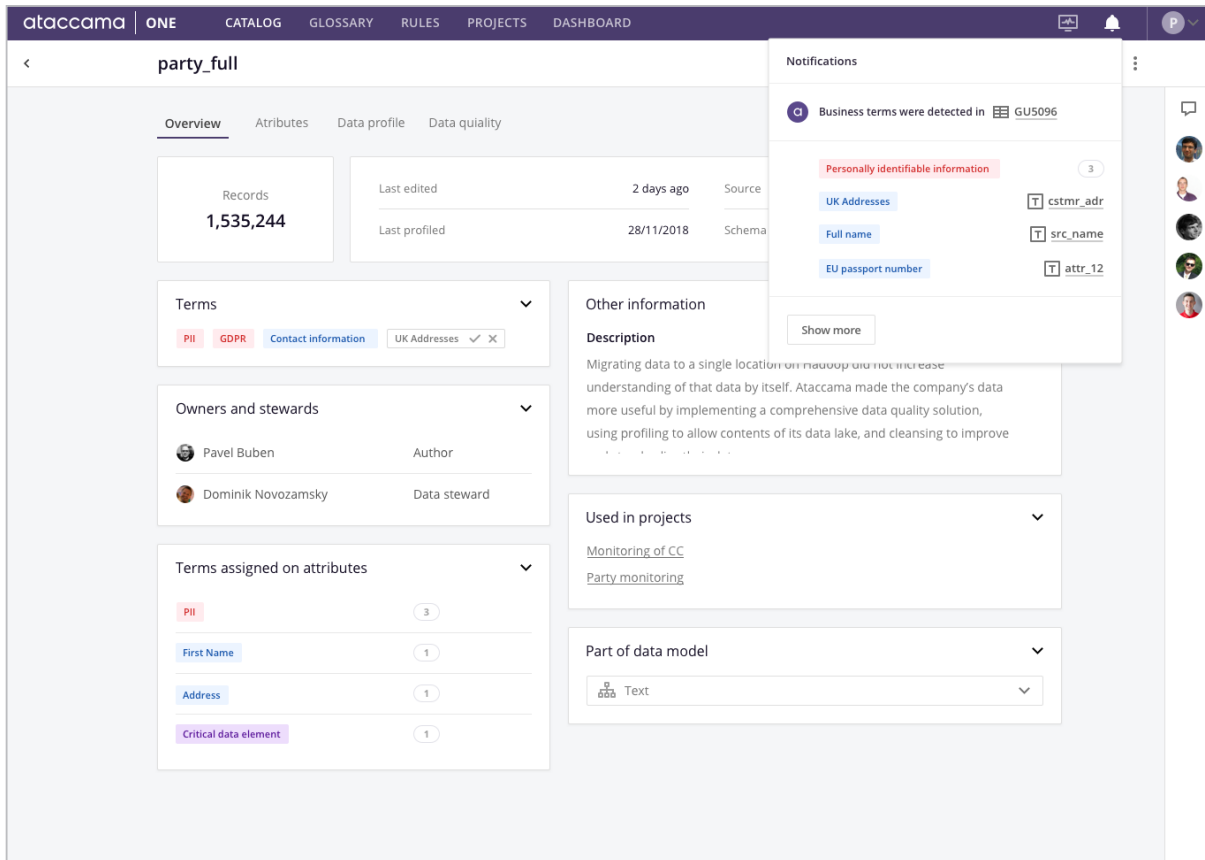 ataccama ONE CATALOG GLOSSARY RULES PROJECTS DASHBOARD P
party_full
Notifications
Business terms were detected in GU5096
Personally identifiable information 3
UK Addresses T cstmr_adr
Full name T src_name
EU passport number T attr_12
Show more
Overview Atributes Data profile Data quiality
Records
1,535,244
Last edited 2 days ago Source
Last profiled 28/11/2018 Schema
Terms
PII GDPR Contact information UK Addresses
Owners and stewards
Pavel Buben Author
Dominik Novozamsky Data steward
Terms assigned on attributes
PII 3
First Name 1
Address 1
Critical data element 1
Other information
Description
Migrating data to a single location on Hadoop did not increase
understanding of that data by itself. Ataccama made the company's data
more useful by implementing a comprehensive data quality solution,
using profiling to allow contents of its data lake, and cleansing to improve
Used in projects
Monitoring of CC
Party monitoring
Part of data model
Text